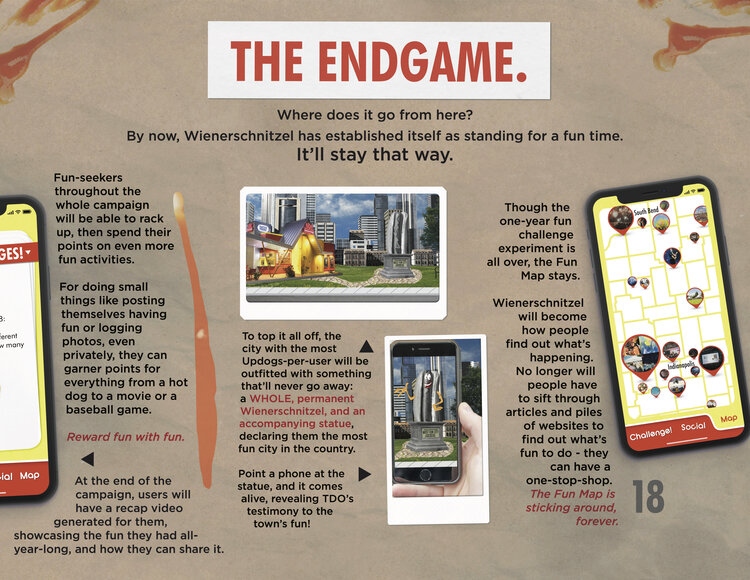 THE ENDGAME.
Where does it go from here?
By now, Wienerschnitzel has established itself as standing for a fun time.
It'll stay that way.
GES!
B:
ferent
w many
ial Map
Fun-seekers
throughout the
whole campaign
will be able to rack
up, then spend their
points on even more
fun activities.
For doing small
things like posting
themselves having
fun or logging
photos, even
privately, they can
garner points for
everything from a hot
dog to a movie or a
baseball game.
Reward fun with fun.
At the end of the
campaign, users will
have a recap video
generated for them,
showcasing the fun they had all-
year-long, and how they can share it.
To top it all off, the
city with the most
Updogs-per-user will be
outfitted with something
that'll never go away:
a WHOLE, permanent
Wienerschnitzel, and an
accompanying statue,
declaring them the most
fun city in the country.
Point a phone at the
statue, and it comes
alive, revealing TDO's
testimony to the
town's fun!
Though the
one-year fun
challenge
experiment is
all over, the Fun
Map stays.
Wienerschnitzel
will become
how people
find out what's
happening.
No longer will
people have
to sift through
articles and piles
of websites to
find out what's
fun to do - they
can have a
one-stop-shop.
The Fun Map is
sticking around,
forever.
South Bend
Indianapolis
Challenge! Social Map
18